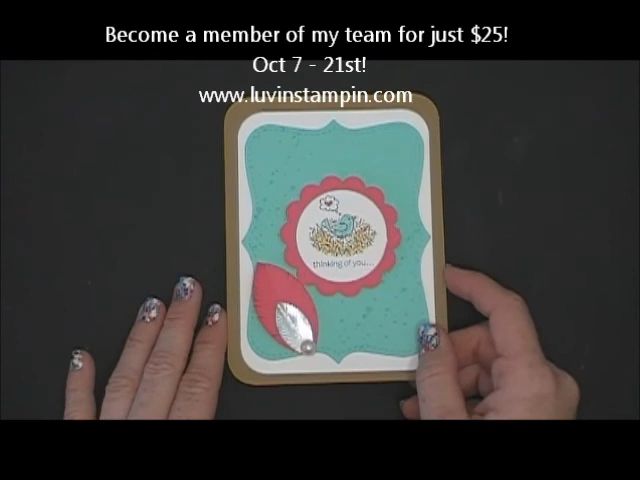 Become a member of my team for just $25!
Oct 7 - 21st!
www.luvinstampin.com
thinking of you...